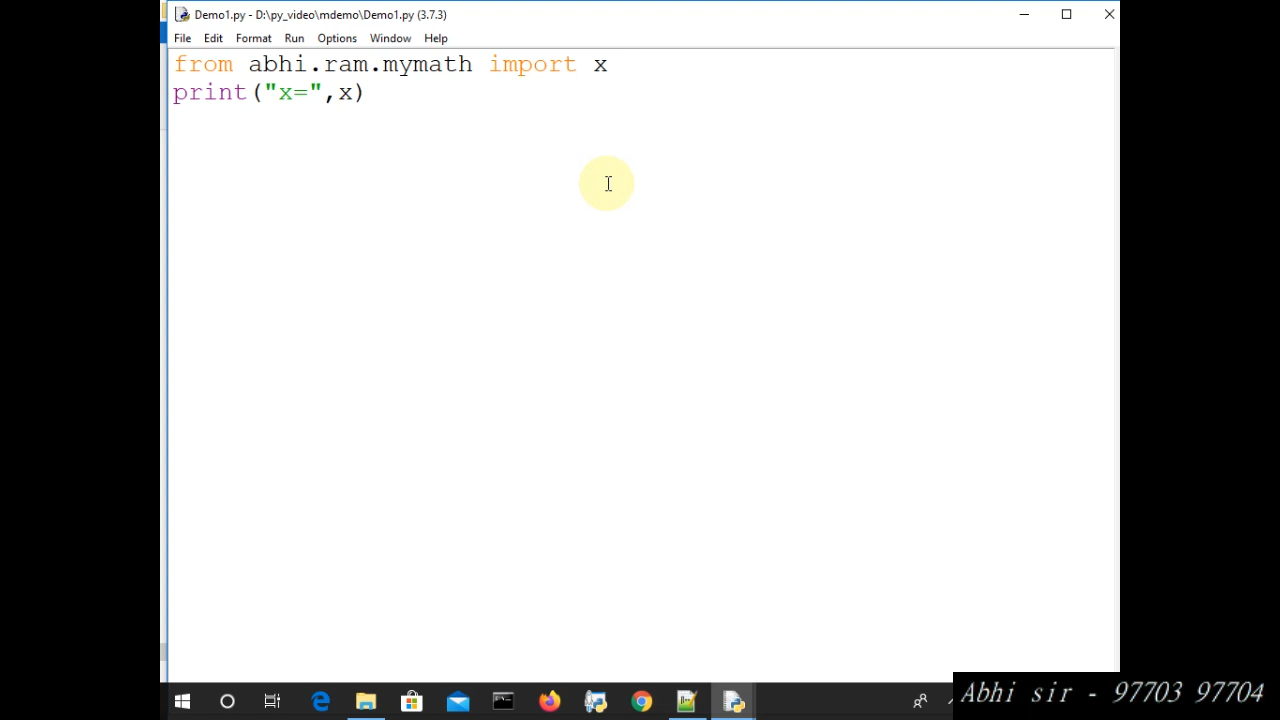 Demo1.py - D:\py_video\mdemo\Demo1.py (3.7.3)
File Edit Format Run Options Window Help
from abhi.ram.mymath import x
print("x=",x)
Abhi sir - 97703 97704